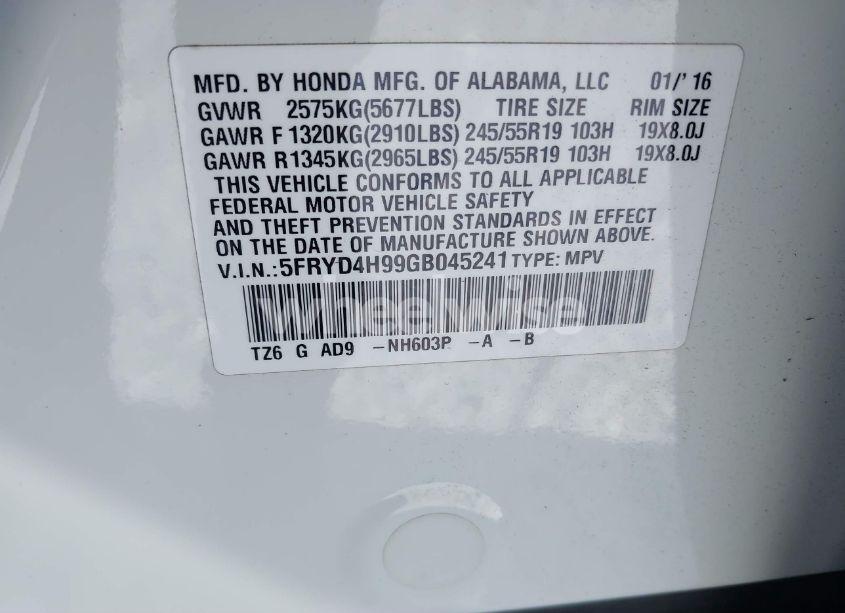 MFD. BY HONDA MFG. OF ALABAMA, LLC 01/' 16
GVWR 2575KG(5677LBS) TIRE SIZE RIM SIZE
GAWR F 1320KG(2910LBS) 245/55R19 103H 19X8.0J
GAWR R1345KG(2965LBS) 245/55R19 103H 19X8.0J
THIS VEHICLE CONFORMS TO ALL APPLICABLE
FEDERAL MOTOR VEHICLE SAFETY
AND THEFT PREVENTION STANDARDS IN EFFECT
ON THE DATE OF MANUFACTURE SHOWN ABOVE.
V.I.N.:5FRYD4H99GB045241 TYPE: MPV
wheelwise
TZ6 G AD9 -NH603P -A -B